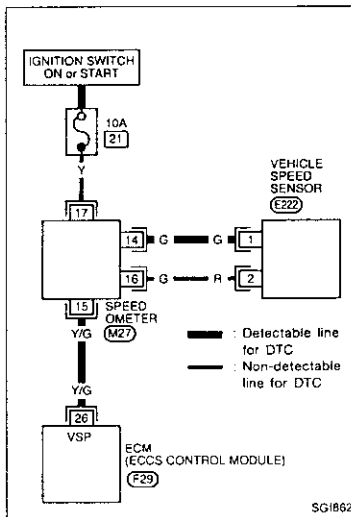 IGNITION SWITCH
ON or START
10A
21
Y
17
VEHICLE
SPEED
SENSOR
E222
14 G G 1
16 G R 2
15 SPEED
OMETER
M27
Y/G
Y/G
26
VSP
ECM
(ECCS CONTROL MODULE)
F29
: Detectable line
for DTC
: Non-detectable
line for DTC
SGI862